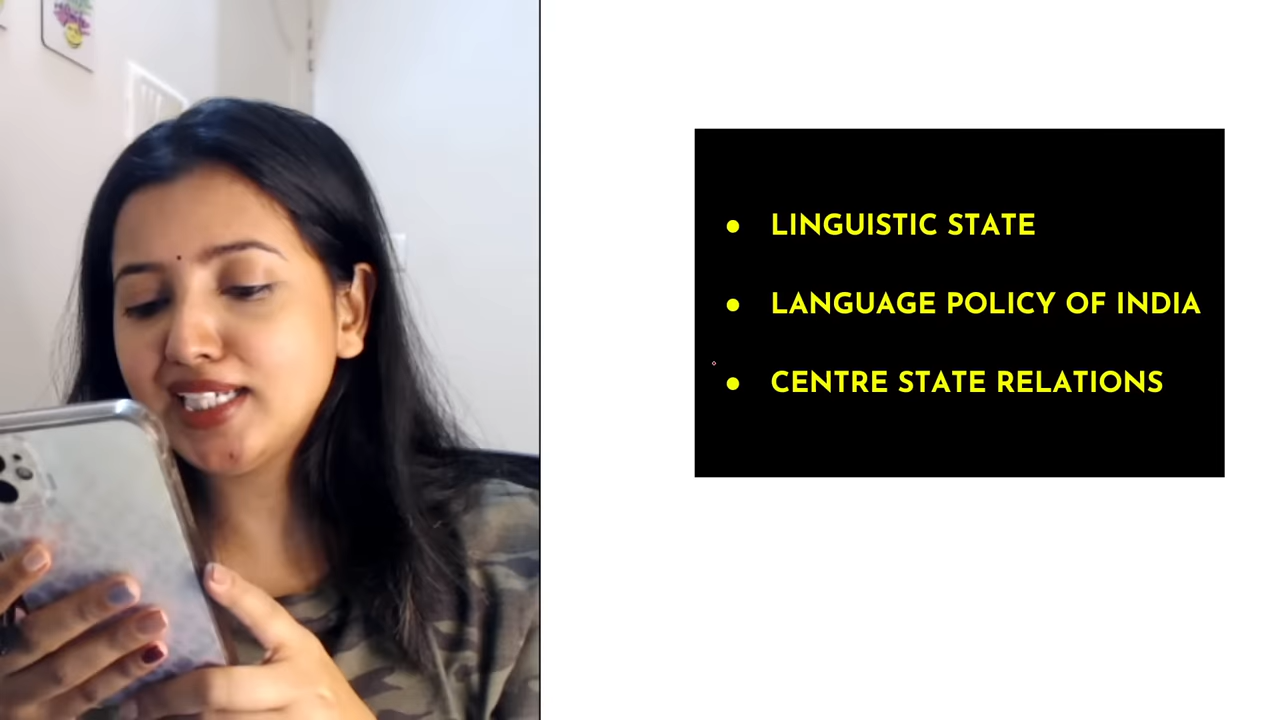 ● LINGUISTIC STATE
● LANGUAGE POLICY OF INDIA
● CENTRE STATE RELATIONS